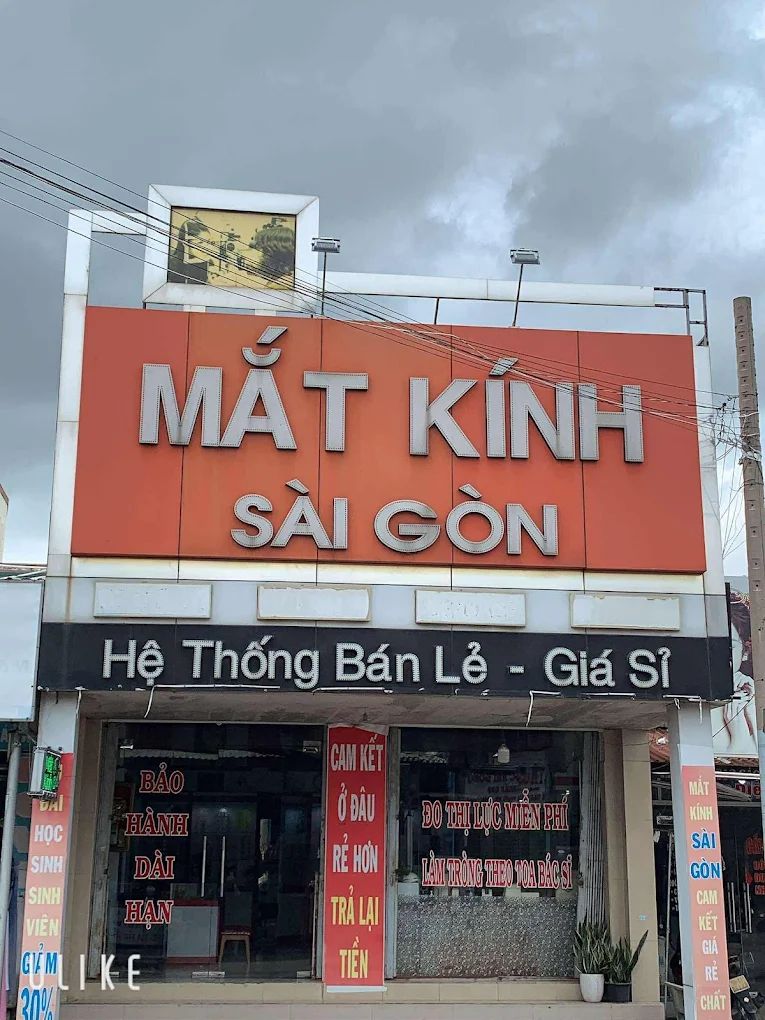 MẮT KÍNH
SÀI GÒN
Hệ Thống Bán Lẻ - Giá Sỉ
BẢO
HÀNH
DÀI
HẠN
CAM KẾT
Ở ĐÂU
RẺ HƠN
TRẢ LẠI
TIỀN
ĐO THỊ LỰC MIỄN PHÍ
LÀM TRÒNG THEO TOA BÁC SĨ
HỌC
SINH
SINH
VIÊN
GIẢM
30%
MẮT
KÍNH
SÀI
GÒN
CAM
KẾT
GIÁ
RẺ
CHẤT
ULIKE